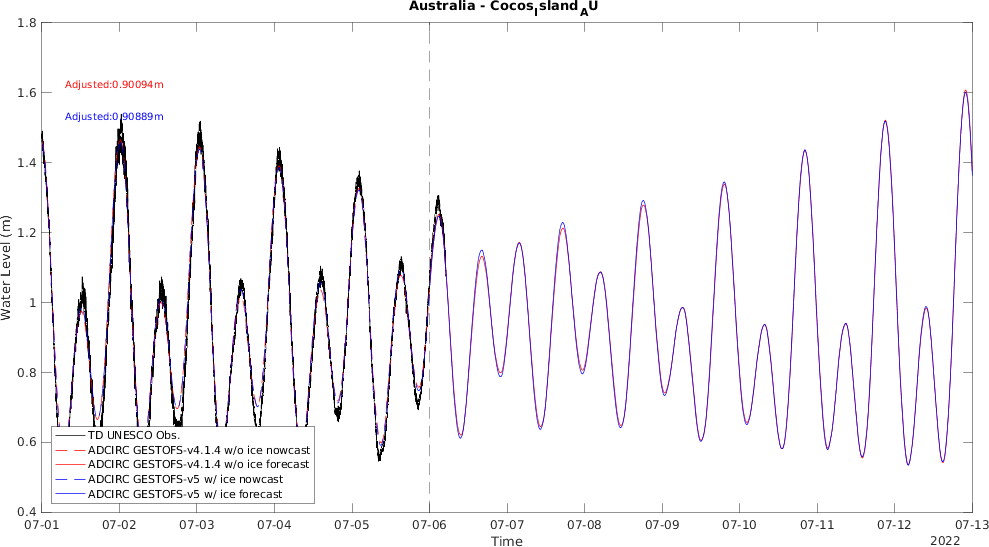 Australia - Cocos_Island_AU
Adjusted:0.90094m
Adjusted:0.90889m
Water Level (m)
1.8
1.6
1.4
1.2
1
0.8
0.6
0.4
TD UNESCO Obs.
ADCIRC GESTOFS-v4.1.4 w/o ice nowcast
ADCIRC GESTOFS-v4.1.4 w/o ice forecast
ADCIRC GESTOFS-v5 w/ ice nowcast
ADCIRC GESTOFS-v5 w/ ice forecast
07-01 07-02 07-03 07-04 07-05 07-06 07-07 07-08 07-09 07-10 07-11 07-12 07-13
Time
2022